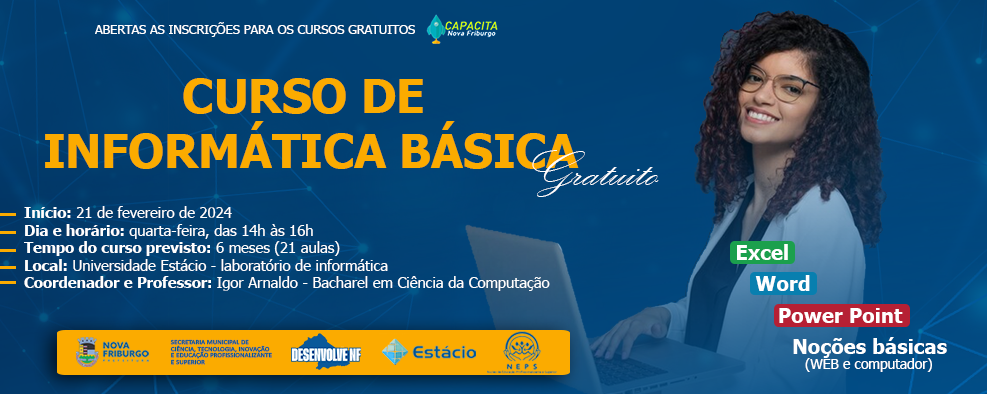 ABERTAS AS INSCRIÇÕES PARA OS CURSOS GRATUITOS
CAPACITA
Nova Friburgo
CURSO DE
INFORMÁTICA BÁSICA
Gratuito
Início: 21 de fevereiro de 2024
Dia e horário: quarta-feira, das 14h às 16h
Tempo do curso previsto: 6 meses (21 aulas)
Local: Universidade Estácio - laboratório de informática
Coordenador e Professor: Igor Arnaldo - Bacharel em Ciência da Computação
Excel
Word
Power Point
Noções básicas
(WEB e computador)
NOVA
FRIBURGO
PREFEITURA
SECRETARIA MUNICIPAL DE
CIÊNCIA, TECNOLOGIA, INOVAÇÃO
E EDUCAÇÃO PROFISSIONALIZANTE
E SUPERIOR
DESENVOLVE NF
Estácio
NEPS